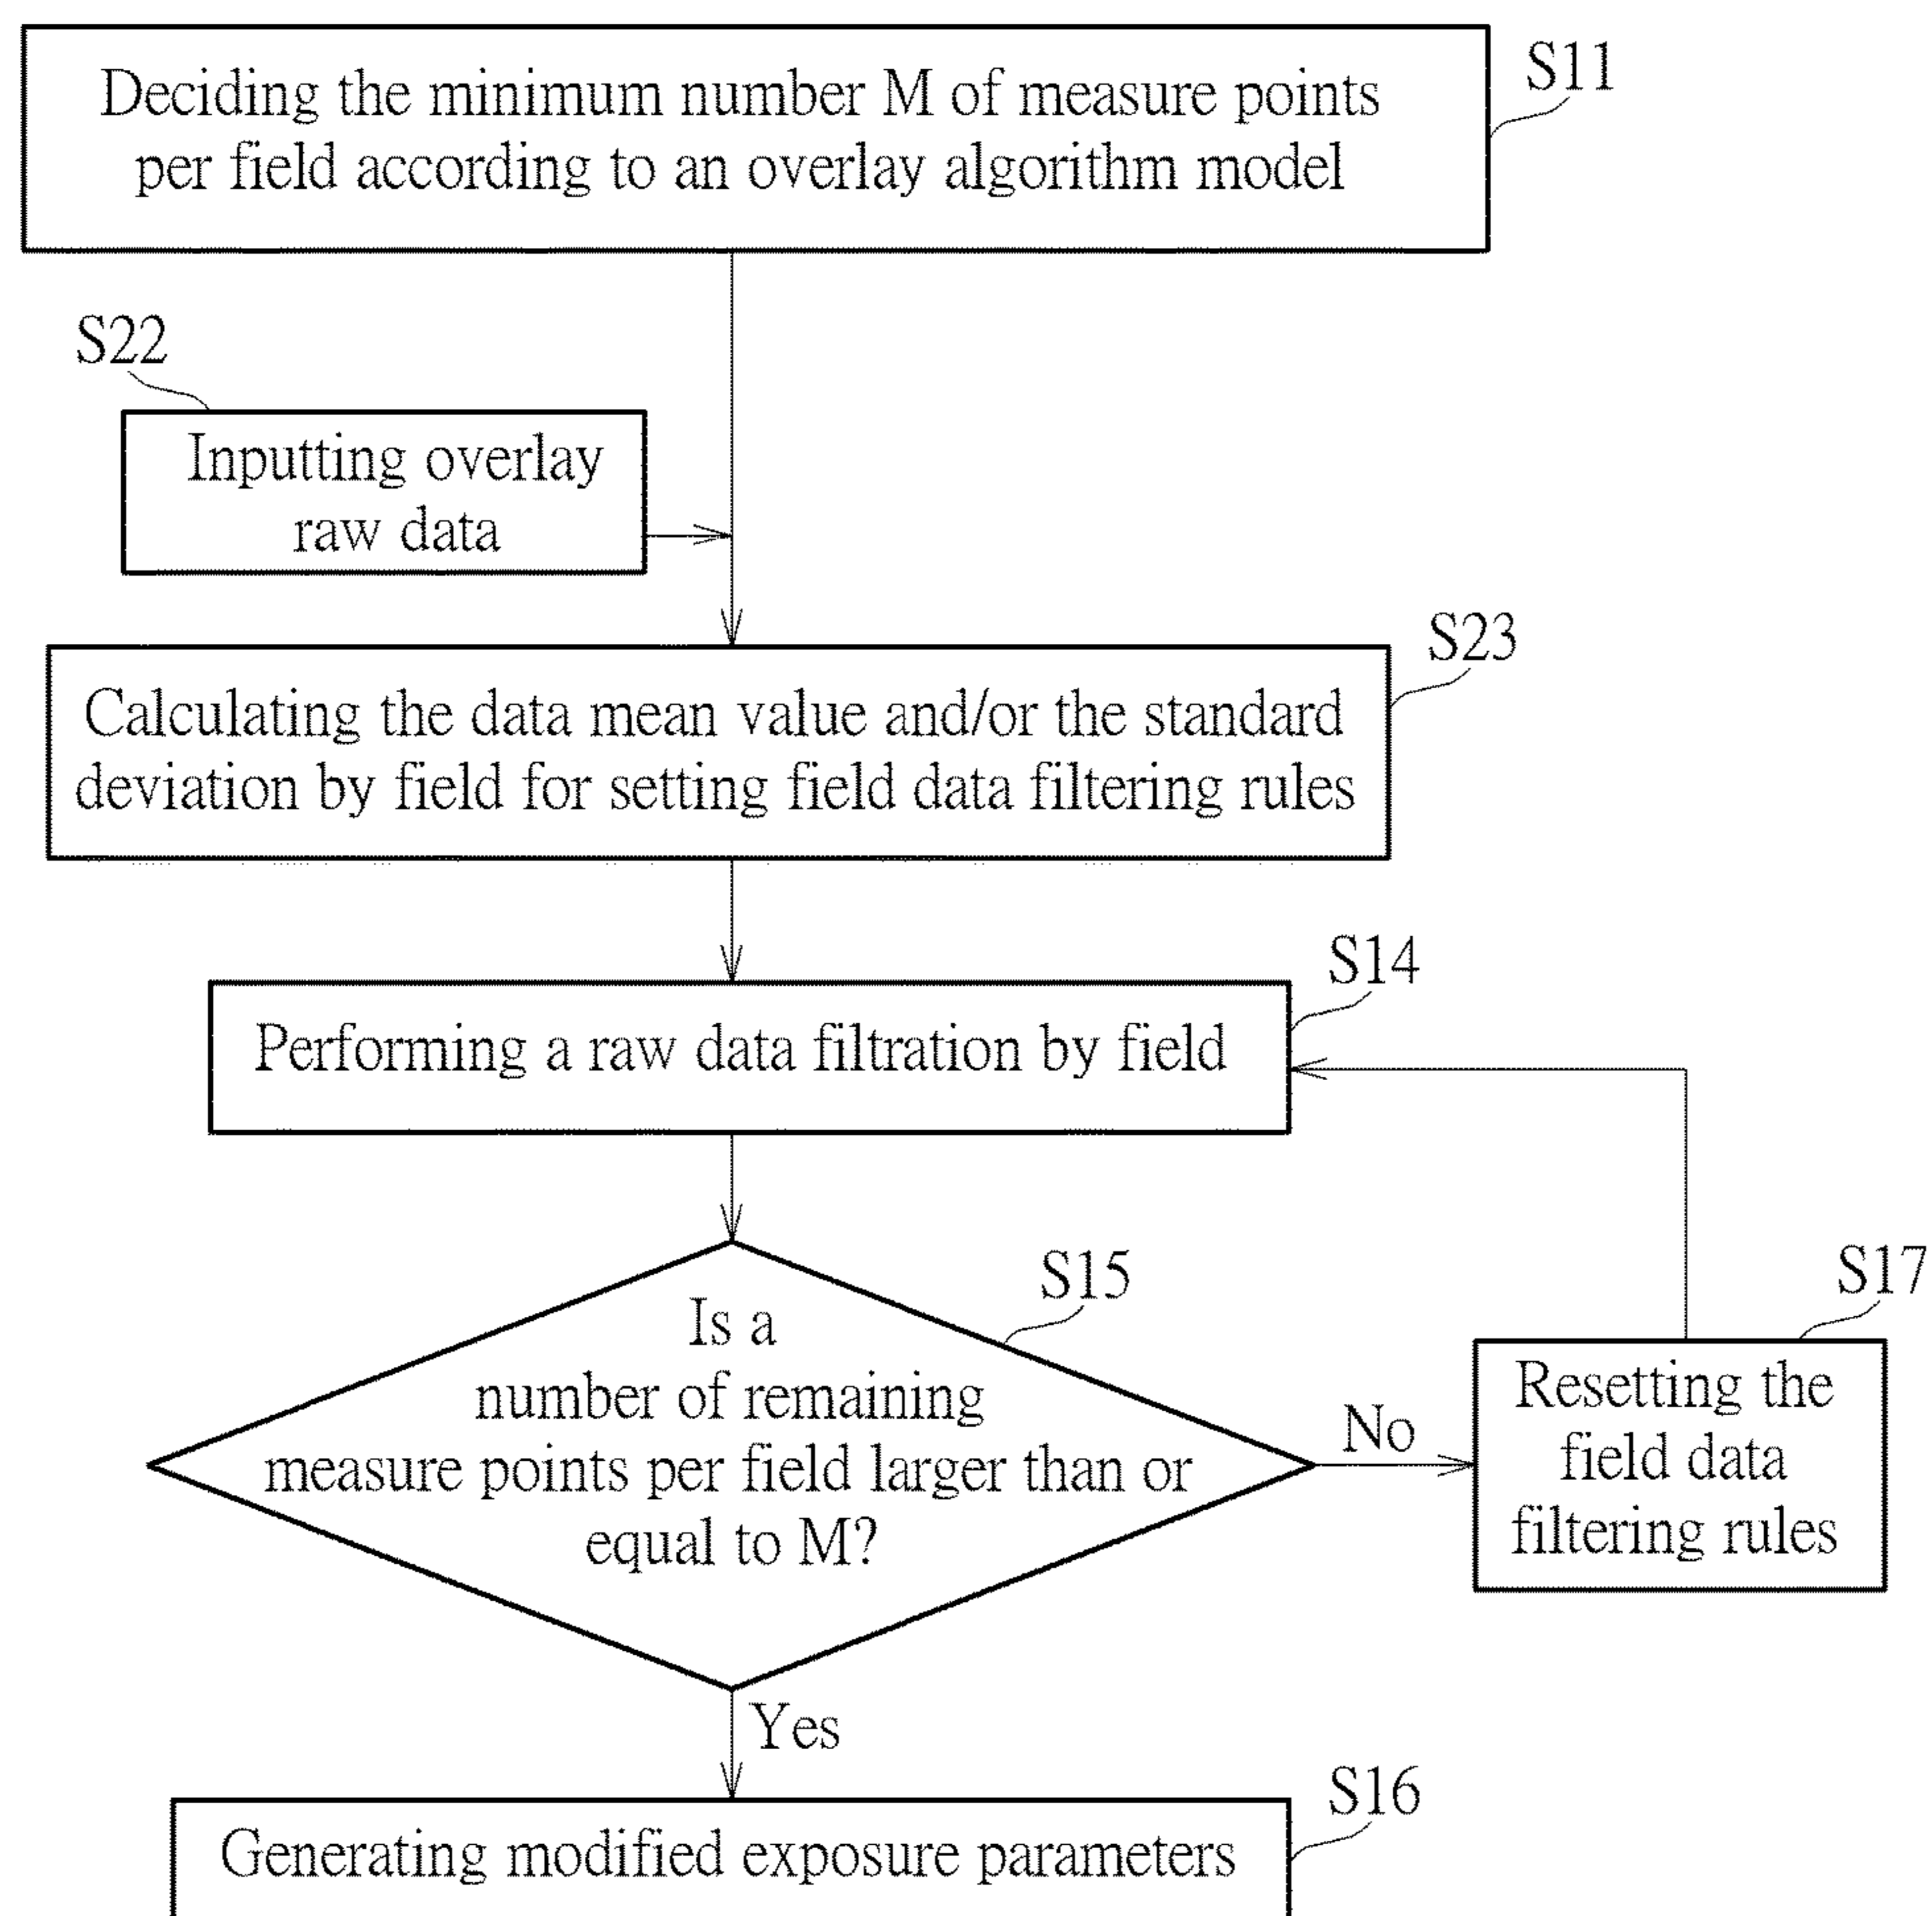 Deciding the minimum number M of measure points
per field according to an overlay algorithm model
S11
S22
Inputting overlay
raw data
S23
Calculating the data mean value and/or the standard
deviation by field for setting field data filtering rules
S14
Performing a raw data filtration by field
S15
Is a
number of remaining
measure points per field larger than or
equal to M?
No
S17
Resetting the
field data
filtering rules
Yes
S16
Generating modified exposure parameters